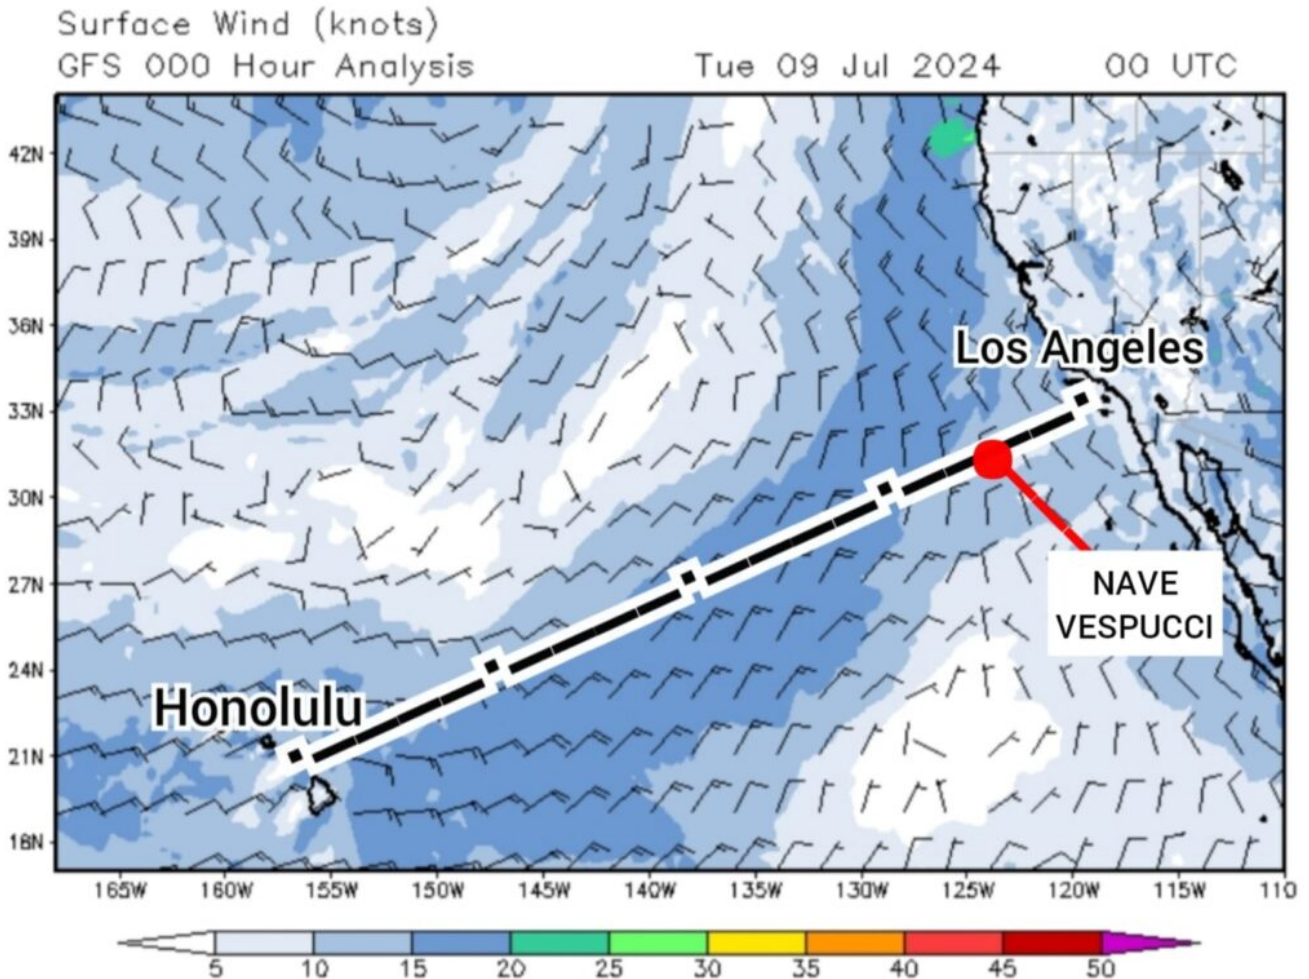 Surface Wind (knots)
GFS 000 Hour Analysis Tue 09 Jul 2024 00 UTC
42N
39N
36N
Los Angeles
33N
30N
27N
NAVE
VESPUCCI
24N
Honolulu
21N
18N
165W 160W 155W 150W 145W 140W 135W 130W 125W 120W 115W 110
5 10 15 20 25 30 35 40 45 50